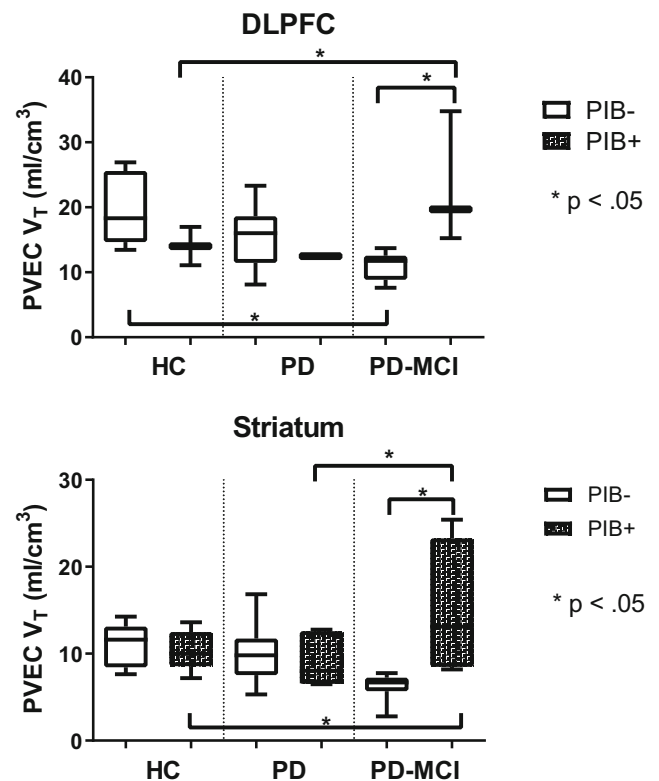 DLPFC
*
*
40
30
20
10
0
PVEC V_T (ml/cm³)
*
HC PD PD-MCI
PIB-
PIB+
* p < .05
Striatum
*
*
30
20
10
0
PVEC V_T (ml/cm³)
*
HC PD PD-MCI
PIB-
PIB+
* p < .05